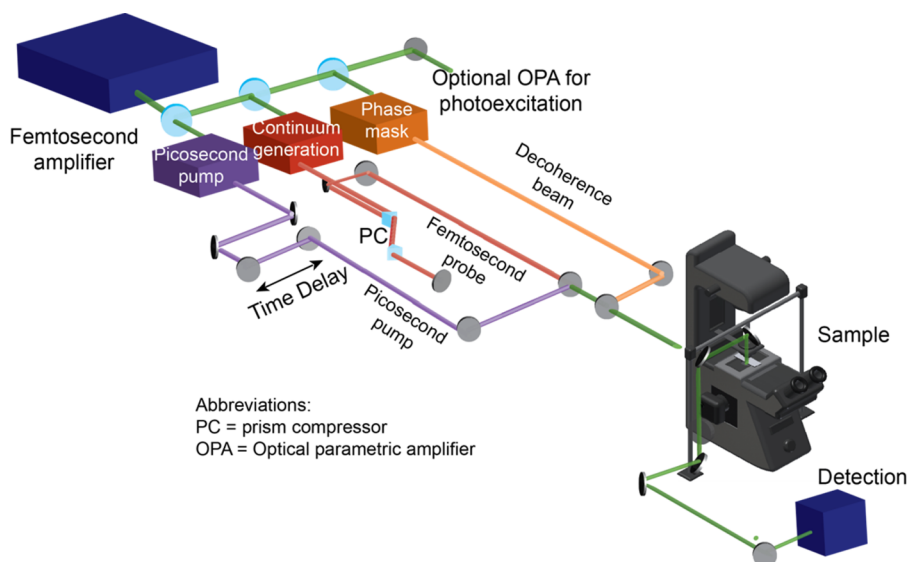 Optional OPA for
photoexcitation
Femtosecond
amplifier
Picosecond
pump
Continuum
generation
Phase
mask
Decoherence
beam
Femtosecond
probe
PC
Time Delay
Picosecond
pump
Sample
Abbreviations:
PC = prism compressor
OPA = Optical parametric amplifier
Detection